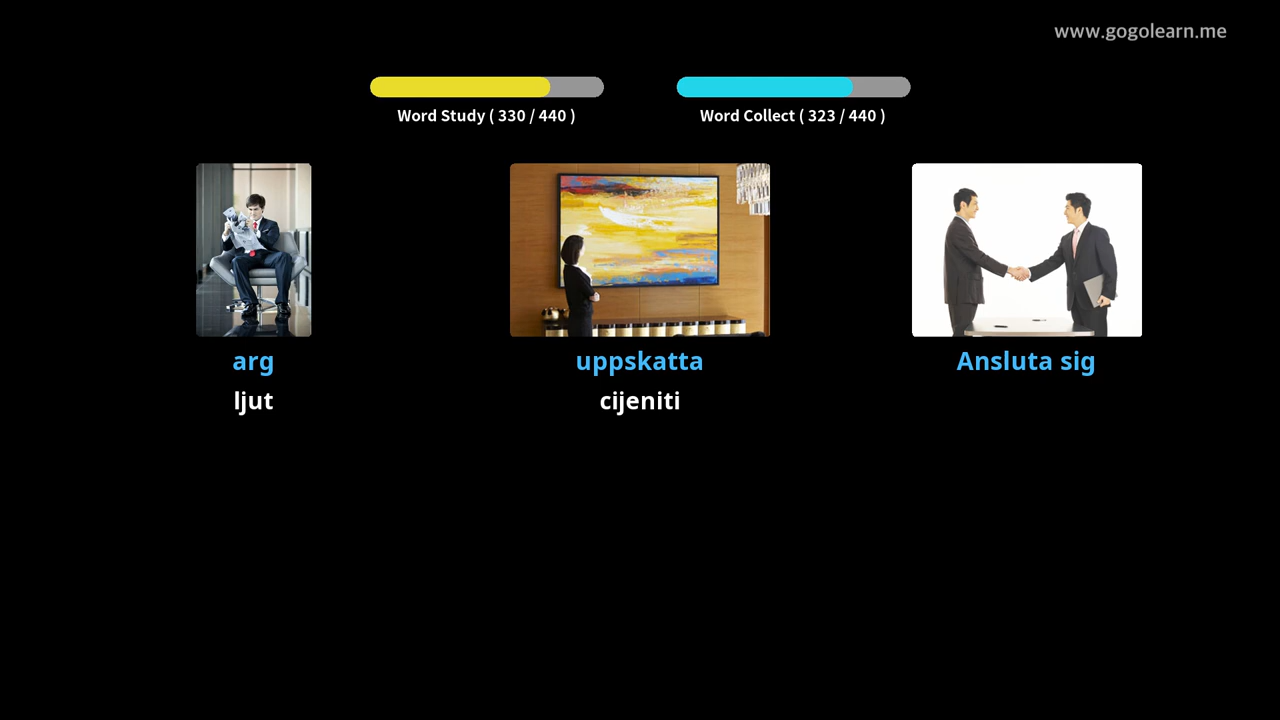 www.gogolearn.me
Word Study ( 330 / 440 )
Word Collect ( 323 / 440 )
arg
uppskatta
Ansluta sig
ljut
cijeniti